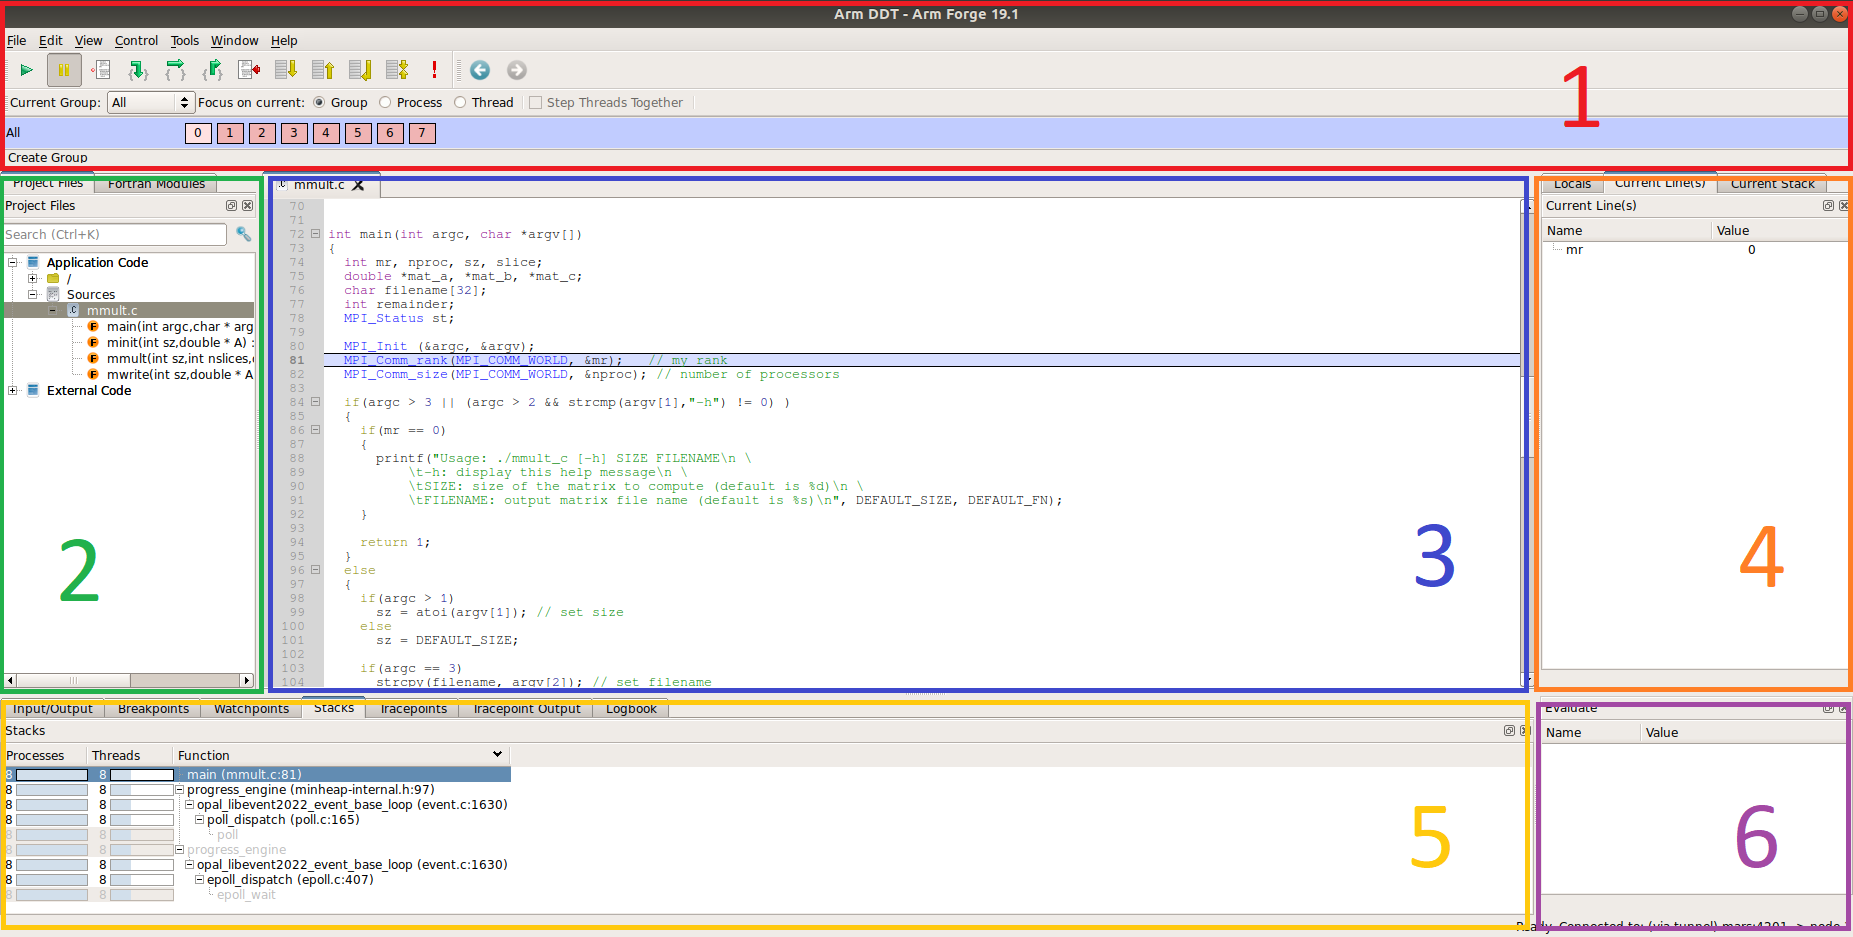 Arm DDT - Arm Forge 19.1
File Edit View Control Tools Window Help
Current Group: All Focus on current: Group Process Thread Step Threads Together
All 0 1 2 3 4 5 6 7
Create Group
1
Project Files Fortran Modules
Project Files
Search (Ctrl+K)
Application Code
/
Sources
mmult.c
main(int argc,char * arg
minit(int sz,double * A) :
mmult(int sz,int nslices,
mwrite(int sz,double * A
External Code
2
mmult.c
70
71
72 int main(int argc, char *argv[])
73 {
74 int mr, nproc, sz, slice;
75 double *mat_a, *mat_b, *mat_c;
76 char filename[32];
77 int remainder;
78 MPI_Status st;
79
80 MPI_Init (&argc, &argv);
81 MPI_Comm_rank(MPI_COMM_WORLD, &mr); // my rank
82 MPI_Comm_size(MPI_COMM_WORLD, &nproc); // number of processors
83
84 if(argc > 3 || (argc > 2 && strcmp(argv[1],"-h") != 0) )
85 {
86 if(mr == 0)
87 {
88 printf("Usage: ./mmult_c [-h] SIZE FILENAME\n \
89 \t-h: display this help message\n \
90 \tSIZE: size of the matrix to compute (default is %d)\n \
91 \tFILENAME: output matrix file name (default is %s)\n", DEFAULT_SIZE, DEFAULT_FN);
92 }
93
94 return 1;
95 }
96 else
97 {
98 if(argc > 1)
99 sz = atoi(argv[1]); // set size
100 else
101 sz = DEFAULT_SIZE;
102
103 if(argc == 3)
104 strcpy(filename, argv[2]); // set filename
3
Locals Current Line(s) Current Stack
Current Line(s)
Name Value
mr 0
4
Input/Output Breakpoints Watchpoints Stacks Tracepoints Tracepoint Output Logbook
Stacks
Processes Threads Function
8 8 main (mmult.c:81)
8 8 progress_engine (minheap-internal.h:97)
8 8 opal_libevent2022_event_base_loop (event.c:1630)
8 8 poll_dispatch (poll.c:165)
8 8 poll
8 8 progress_engine
8 8 opal_libevent2022_event_base_loop (event.c:1630)
8 8 epoll_dispatch (epoll.c:407)
8 8 epoll_wait
5
Evaluate
Name Value
6
Ready Connected to: (via tunnel) mars:4201 -> node